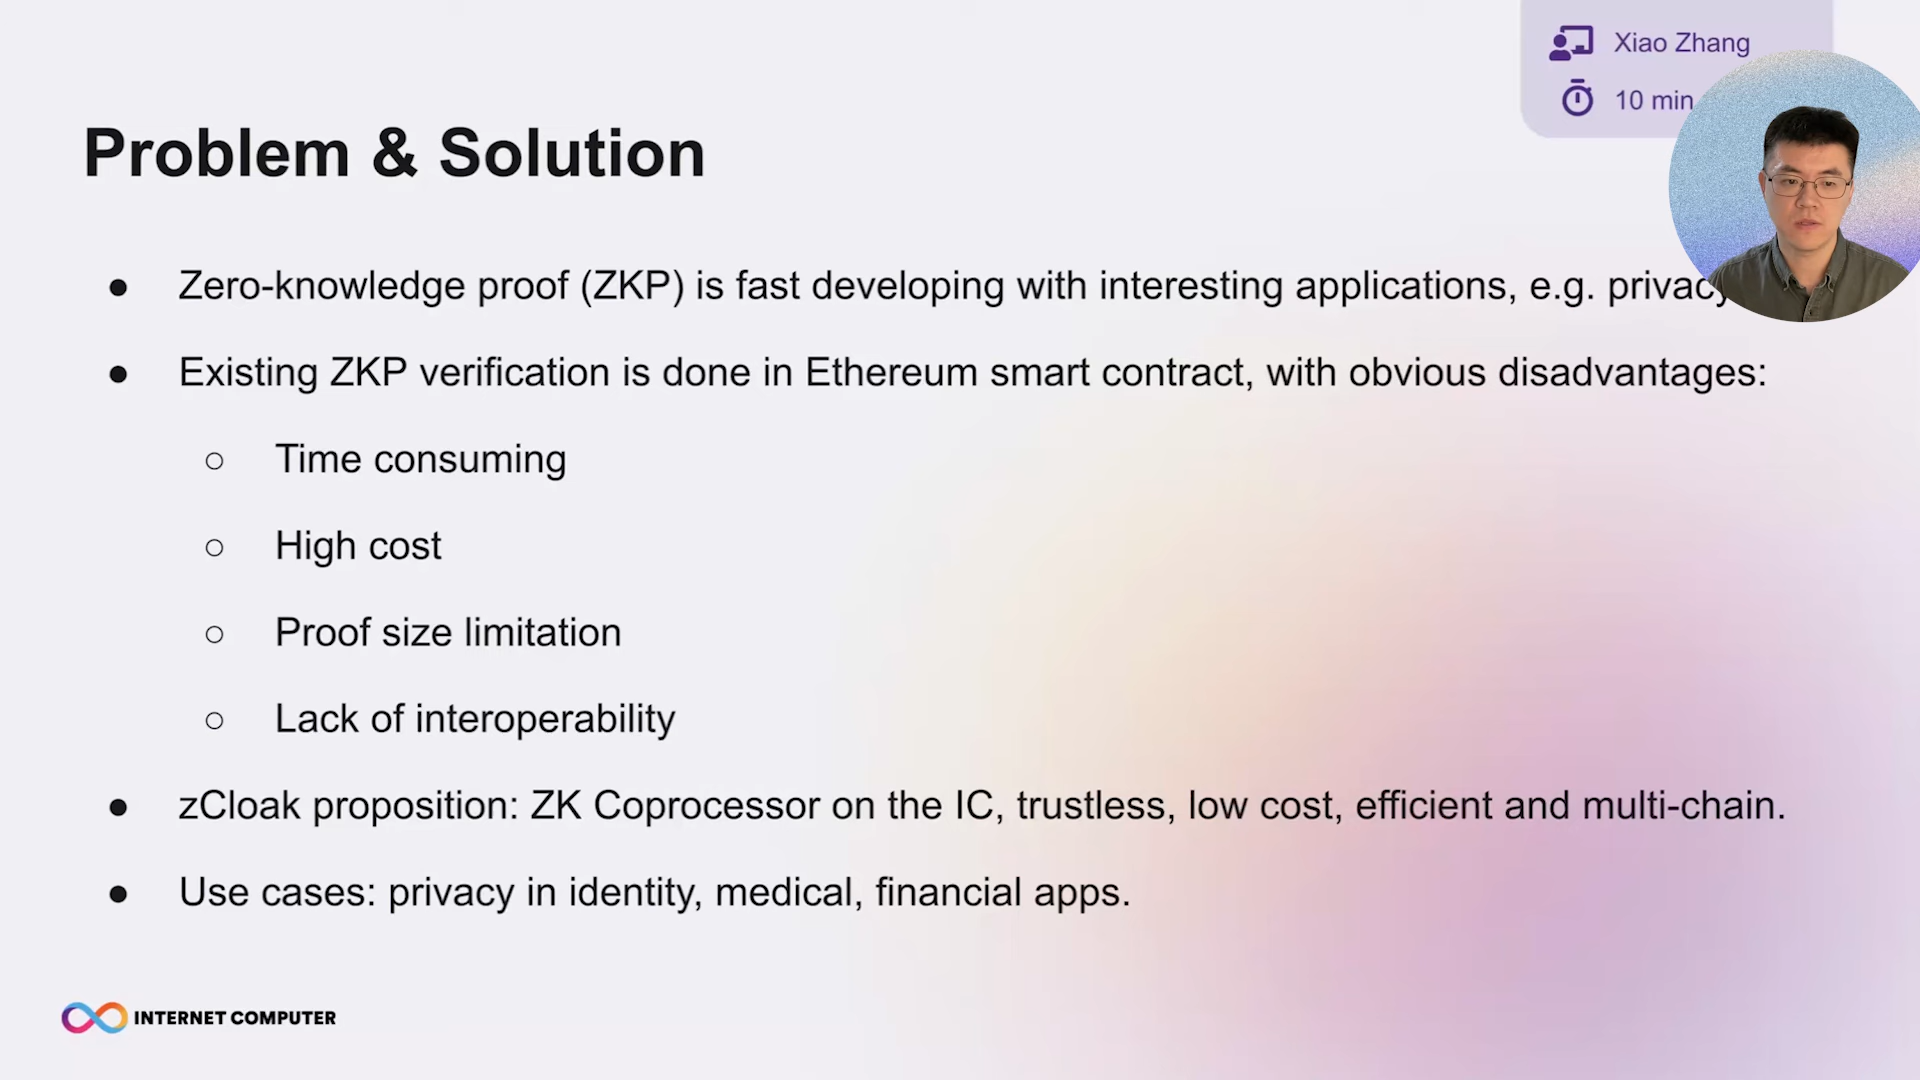 Xiao Zhang
10 min
Problem & Solution
● Zero-knowledge proof (ZKP) is fast developing with interesting applications, e.g. privacy
● Existing ZKP verification is done in Ethereum smart contract, with obvious disadvantages:
○ Time consuming
○ High cost
○ Proof size limitation
○ Lack of interoperability
● zCloak proposition: ZK Coprocessor on the IC, trustless, low cost, efficient and multi-chain.
● Use cases: privacy in identity, medical, financial apps.
INTERNET COMPUTER